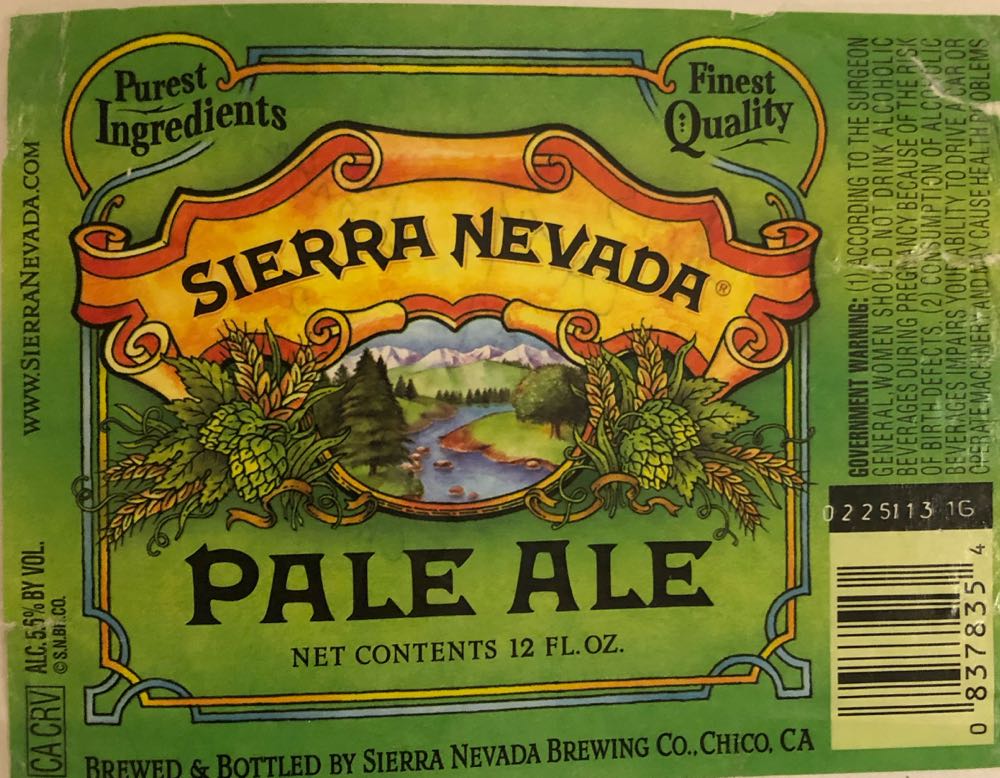 Purest
Ingredients
Finest
Quality
SIERRA NEVADA®
PALE ALE
NET CONTENTS 12 FL. OZ.
BREWED & BOTTLED BY SIERRA NEVADA BREWING CO., CHICO, CA
WWW.SIERRANEVADA.COM
ALC. 5.6% BY VOL.
© S.N.B
CO.
CA CRV
GOVERNMENT WARNING: (1) ACCORDING TO THE SURGEON
GENERAL, WOMEN SHOULD NOT DRINK ALCOHOLIC
BEVERAGES DURING PREGNANCY BECAUSE OF THE RISK
OF BIRTH DEFECTS. (2) CONSUMPTION OF ALCOHOLIC
BEVERAGES IMPAIRS YOUR ABILITY TO DRIVE A CAR OR
OPERATE MACHINERY, AND MAY CAUSE HEALTH PROBLEMS
0225113 1G
0 837835 4